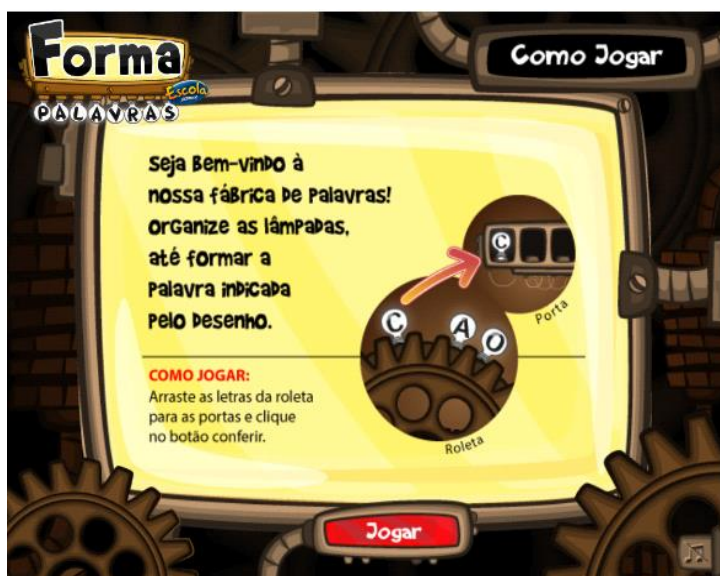 Forma
Escola
PALAVRAS
Como Jogar
Seja Bem-vindo à
nossa fábrica de Palavras!
organize as lâmpadas,
até formar a
Palavra indicada
Pelo Desenho.
COMO JOGAR:
Arraste as letras da roleta
para as portas e clique
no botão conferir.
C
Porta
C A O
Roleta
Jogar